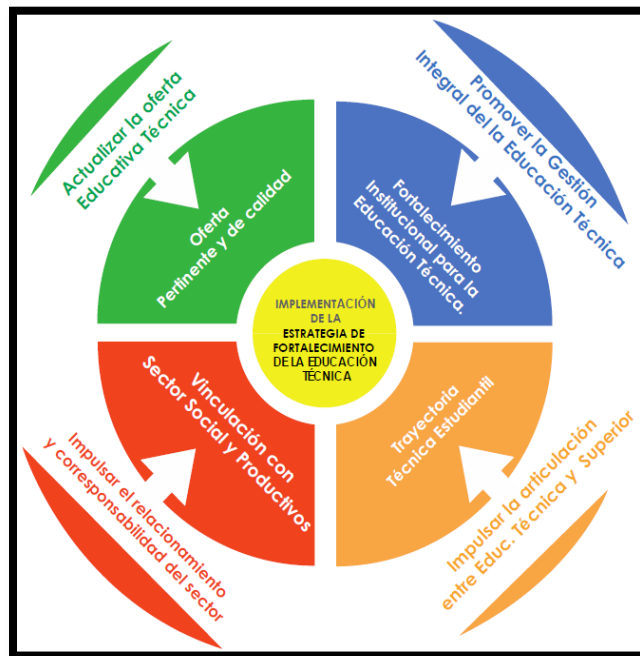 Actualizar la oferta
Educativa Técnica
Promover la Gestión
Integral del la Educación Técnica
Oferta
Pertinente y de calidad
Fortalecimiento
Institucional para la
Educación Técnica.
IMPLEMENTACIÓN
DE LA
ESTRATEGIA DE
FORTALECIMIENTO
DE LA EDUCACIÓN
TÉCNICA
Vinculación con
Sector Social y Productivos
Trayectoria
Técnica Estudiantil
Impulsar el relacionamiento
y corresponsabilidad del sector
Impulsar la articulación
entre Educ. Técnica y Superior